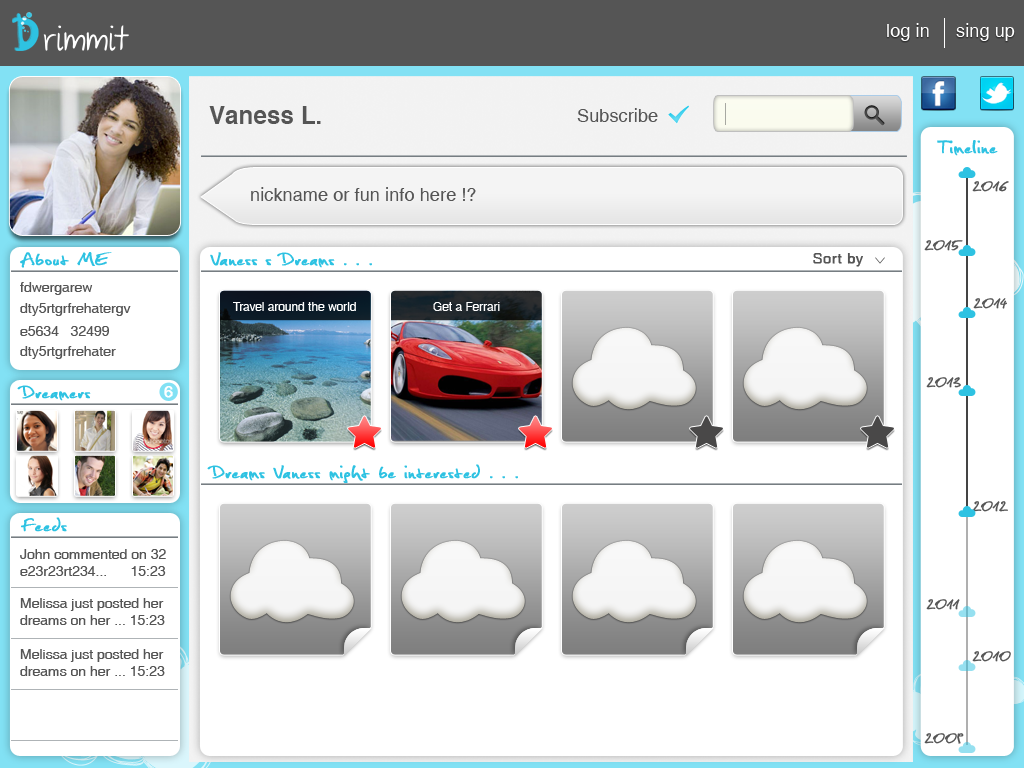 Drimmit
log in
sing up
Vaness L.
Subscribe
nickname or fun info here !?
About ME
fdwergarew
dty5rtgrfrehatergv
e5634 32499
dty5rtgrfrehater
Dreamers
6
Feeds
John commented on 32
e23r23rt234... 15:23
Melissa just posted her
dreams on her ... 15:23
Melissa just posted her
dreams on her ... 15:23
Vaness s Dreams . . .
Sort by
Travel around the world
Get a Ferrari
Dreams Vaness might be interested . . .
f
Timeline
2016
2015
2014
2013
2012
2011
2010
2009